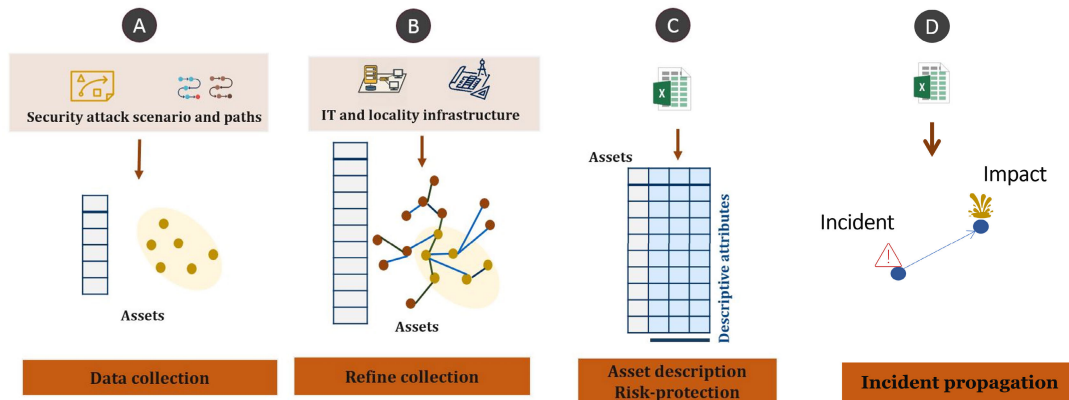 A
B
C
D
Security attack scenario and paths
IT and locality infrastructure
X
X
Assets
Assets
Assets
Descriptive attributes
Incident
!
Impact
Data collection
Refine collection
Asset description
Risk-protection
Incident propagation